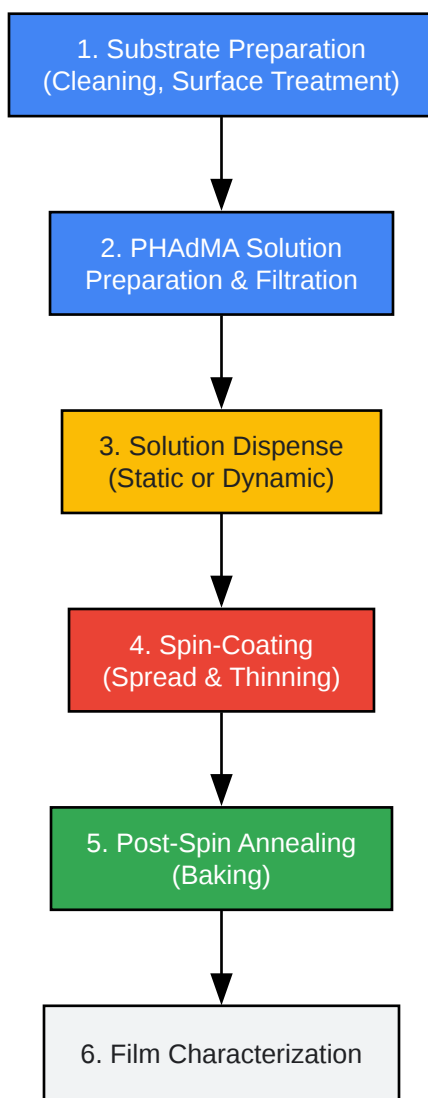 1. Substrate Preparation
(Cleaning, Surface Treatment)
2. PHAdMA Solution
Preparation & Filtration
3. Solution Dispense
(Static or Dynamic)
4. Spin-Coating
(Spread & Thinning)
5. Post-Spin Annealing
(Baking)
6. Film Characterization